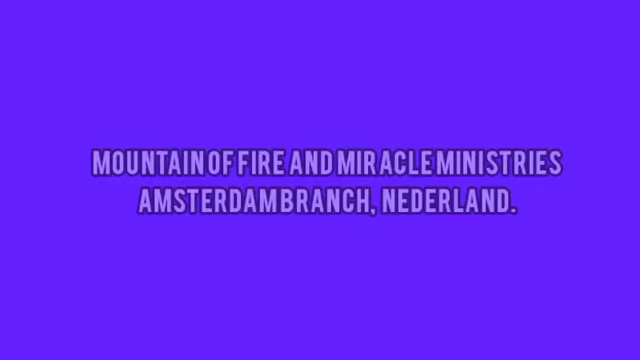 MOUNTAIN OF FIRE AND MIRACLE MINISTRIES
AMSTERDAM BRANCH, NEDERLAND.